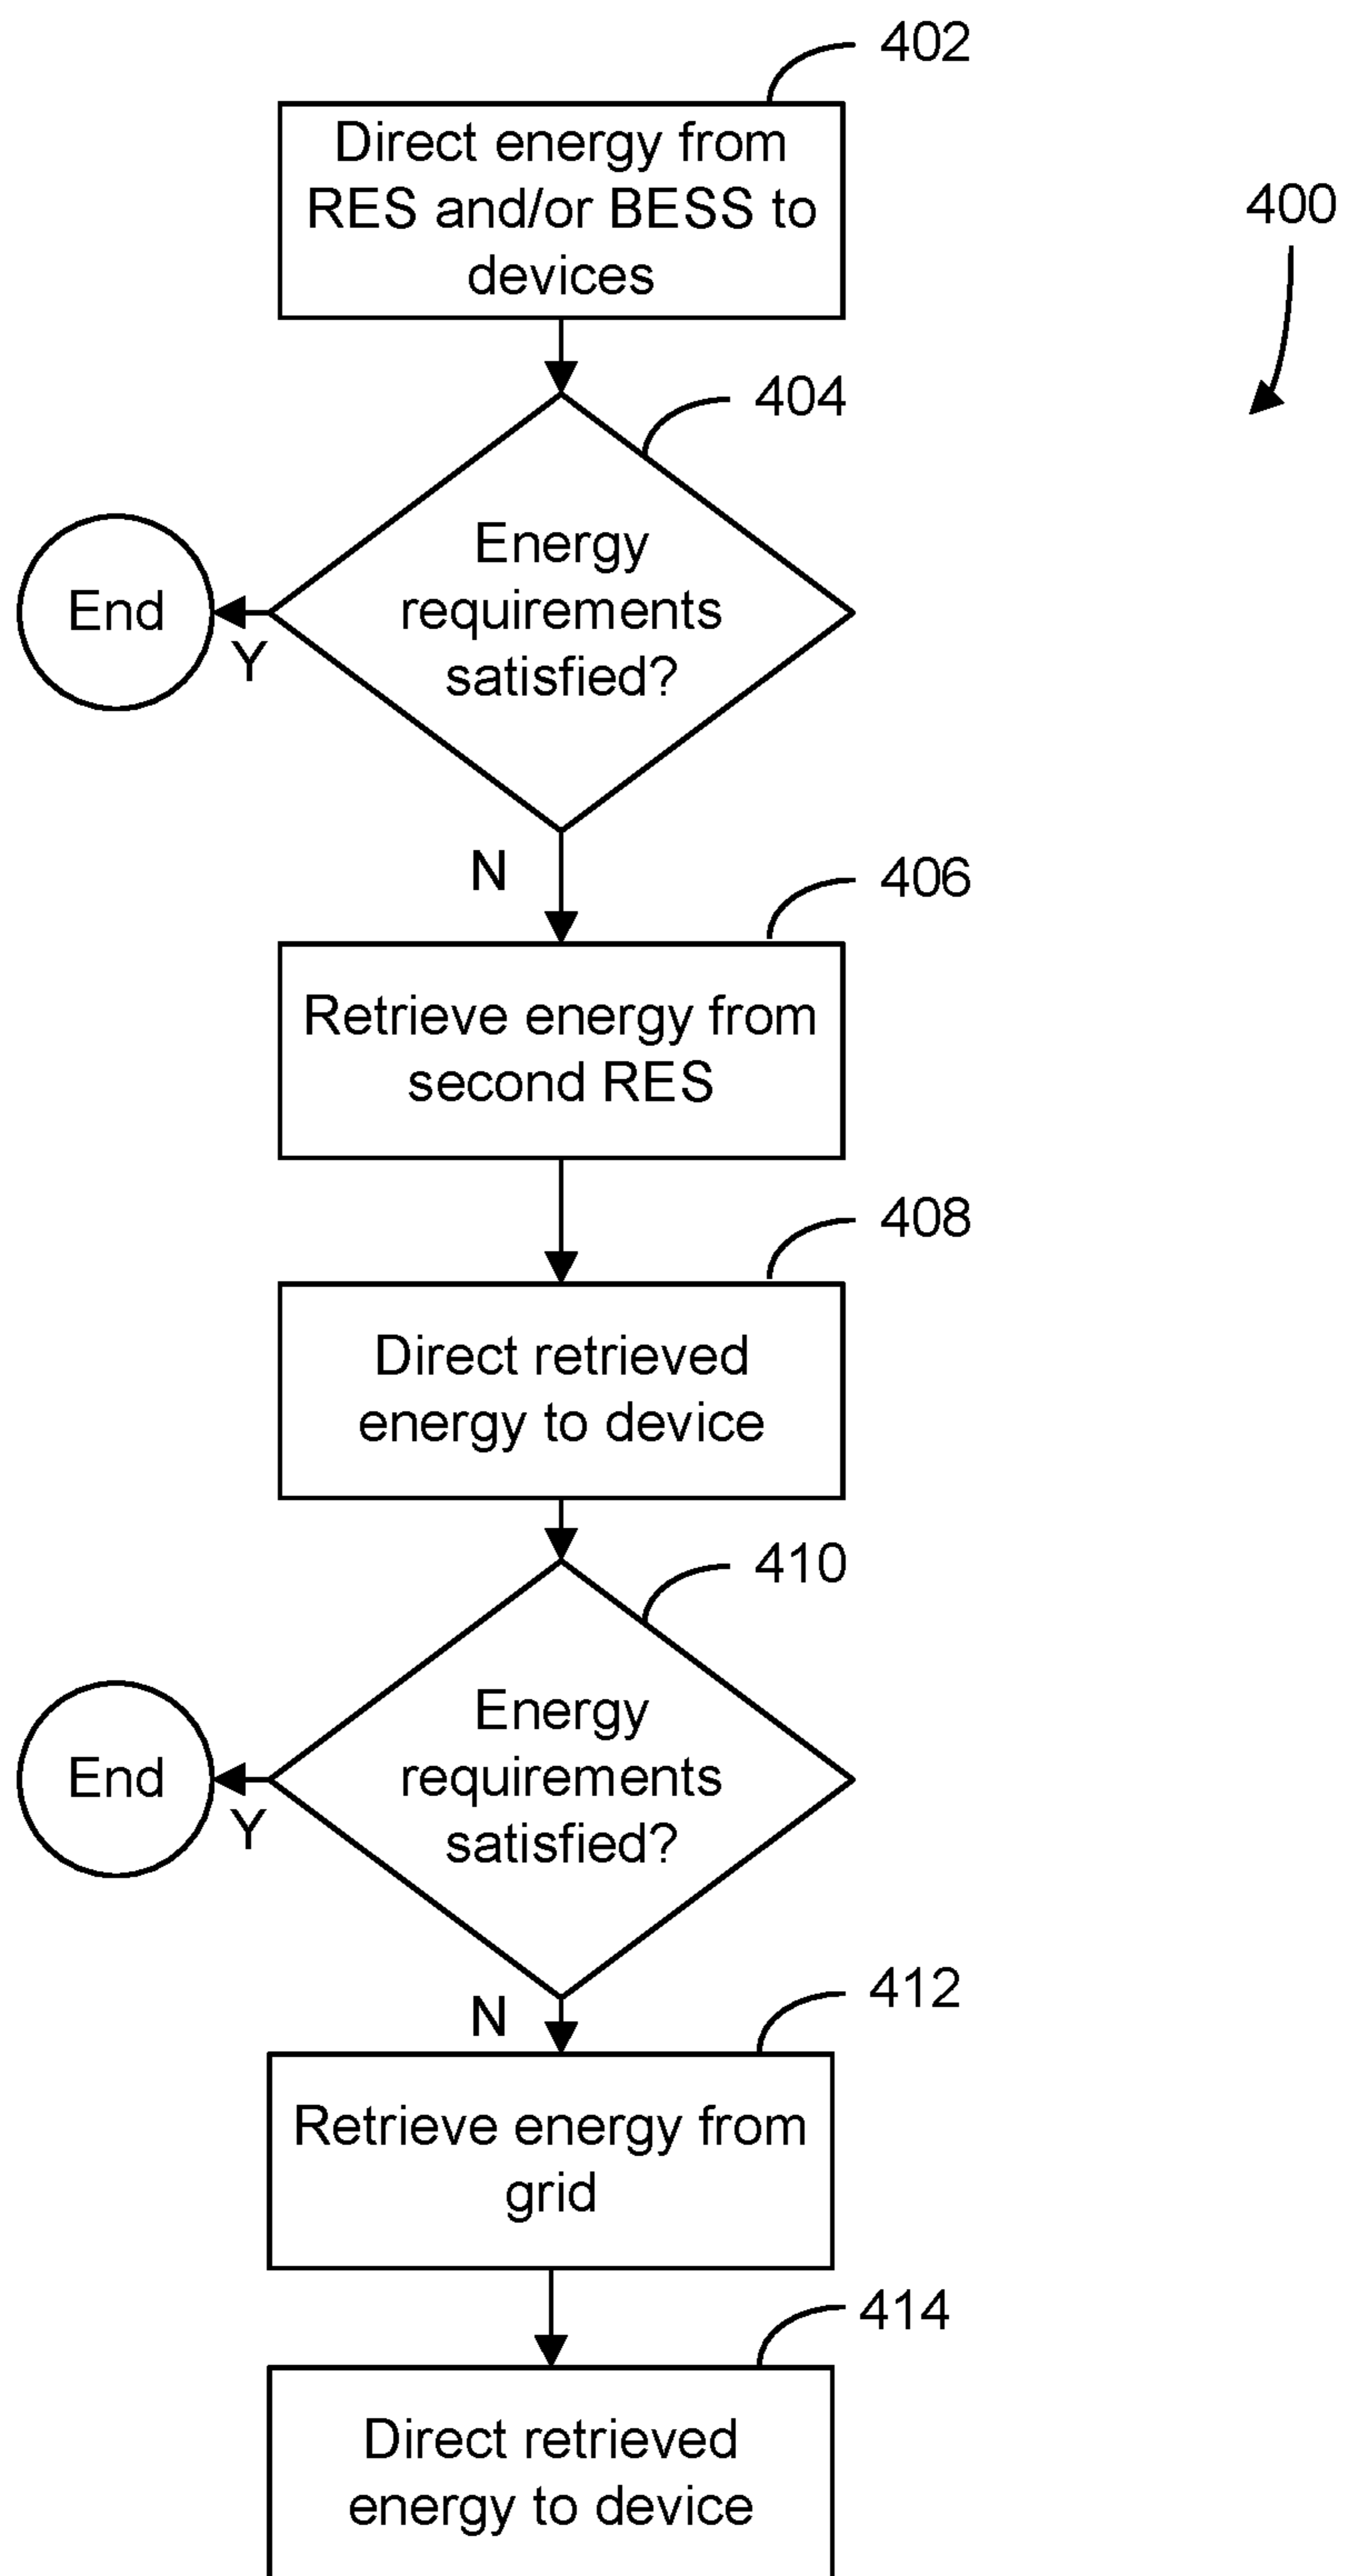 402
Direct energy from
RES and/or BESS to
devices
400
404
Energy
requirements
satisfied?
End
Y
N
406
Retrieve energy from
second RES
408
Direct retrieved
energy to device
410
Energy
requirements
satisfied?
End
Y
N
412
Retrieve energy from
grid
414
Direct retrieved
energy to device